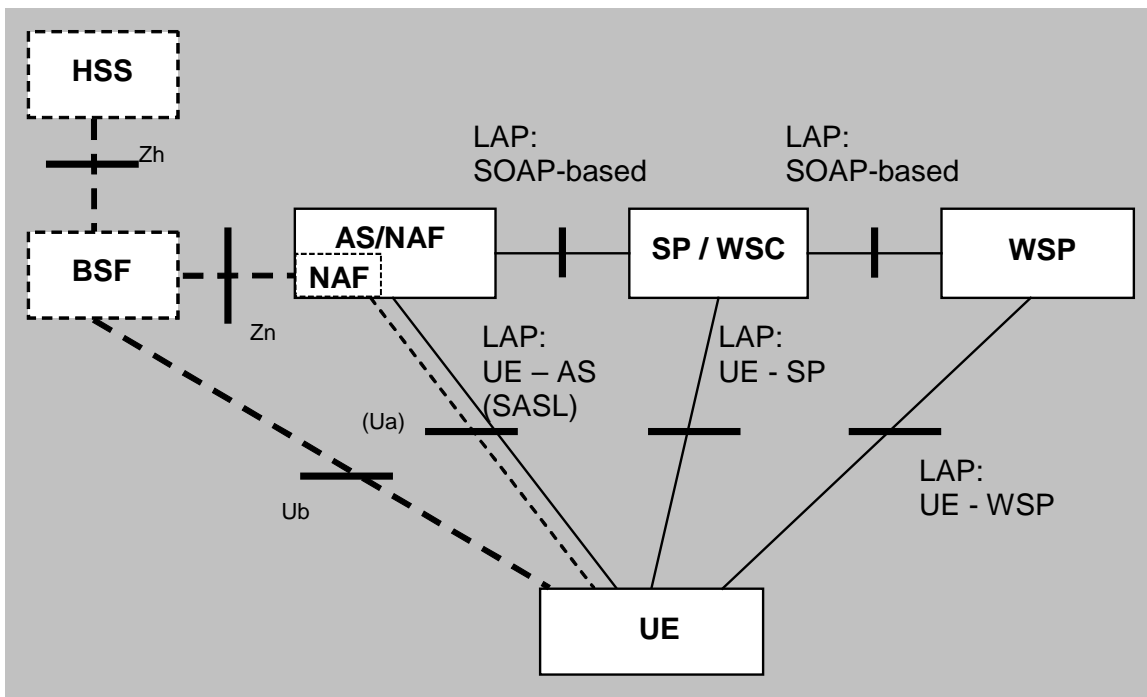 HSS
Zh
LAP:
SOAP-based
LAP:
SOAP-based
BSF
Zn
AS/NAF
NAF
SP / WSC
WSP
LAP:
UE – AS
(SASL)
(Ua)
LAP:
UE - SP
LAP:
UE - WSP
Ub
UE